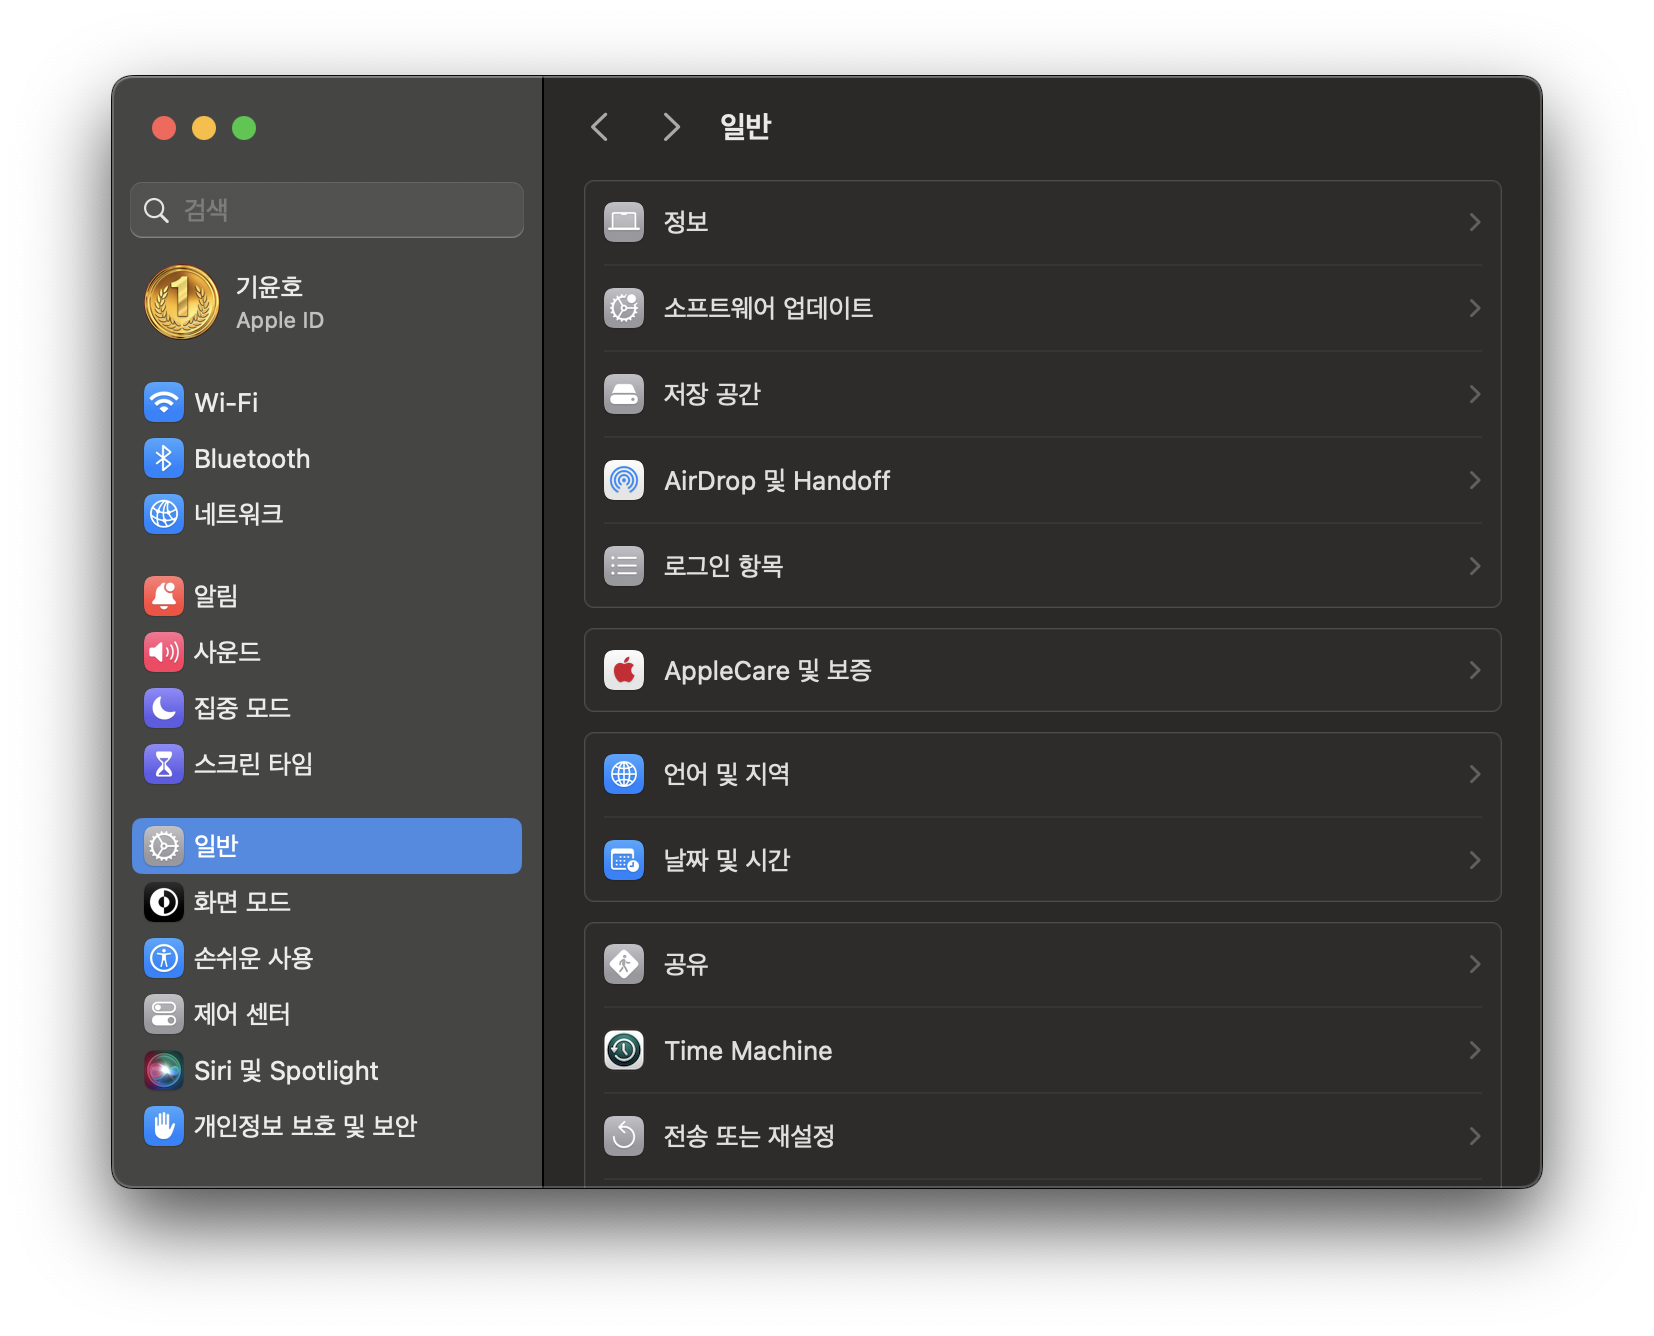 검색
기윤호
Apple ID
Wi-Fi
Bluetooth
네트워크
알림
사운드
집중 모드
스크린 타임
일반
화면 모드
손쉬운 사용
제어 센터
Siri 및 Spotlight
개인정보 보호 및 보안
일반
정보
소프트웨어 업데이트
저장 공간
AirDrop 및 Handoff
로그인 항목
AppleCare 및 보증
언어 및 지역
날짜 및 시간
공유
Time Machine
전송 또는 재설정